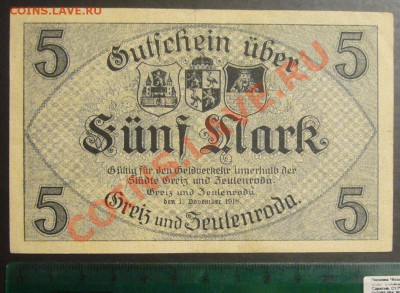 COINS.ЛАВЕ.RU
5 Gutschein über 5
COINS.LAVE.RU
Fünf Mark
Gültig für den Geldverkehr innerhalb der
Städte Greiz und Zeulenroda.
Greiz und Zeulenroda,
den 1. November 1918.
5 Greiz und Zeulenroda. 5